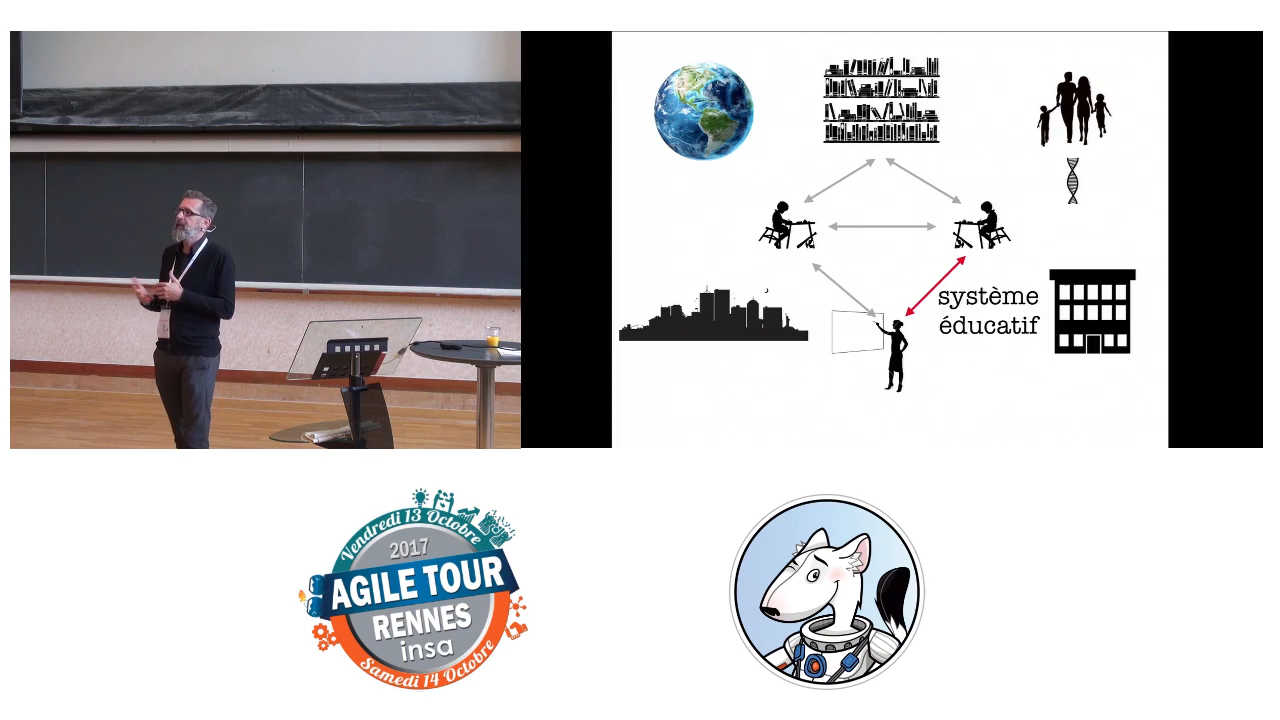 système
éducatif
Vendredi 13 Octobre
2017
AGILE TOUR
RENNES
insa
Samedi 14 Octobre